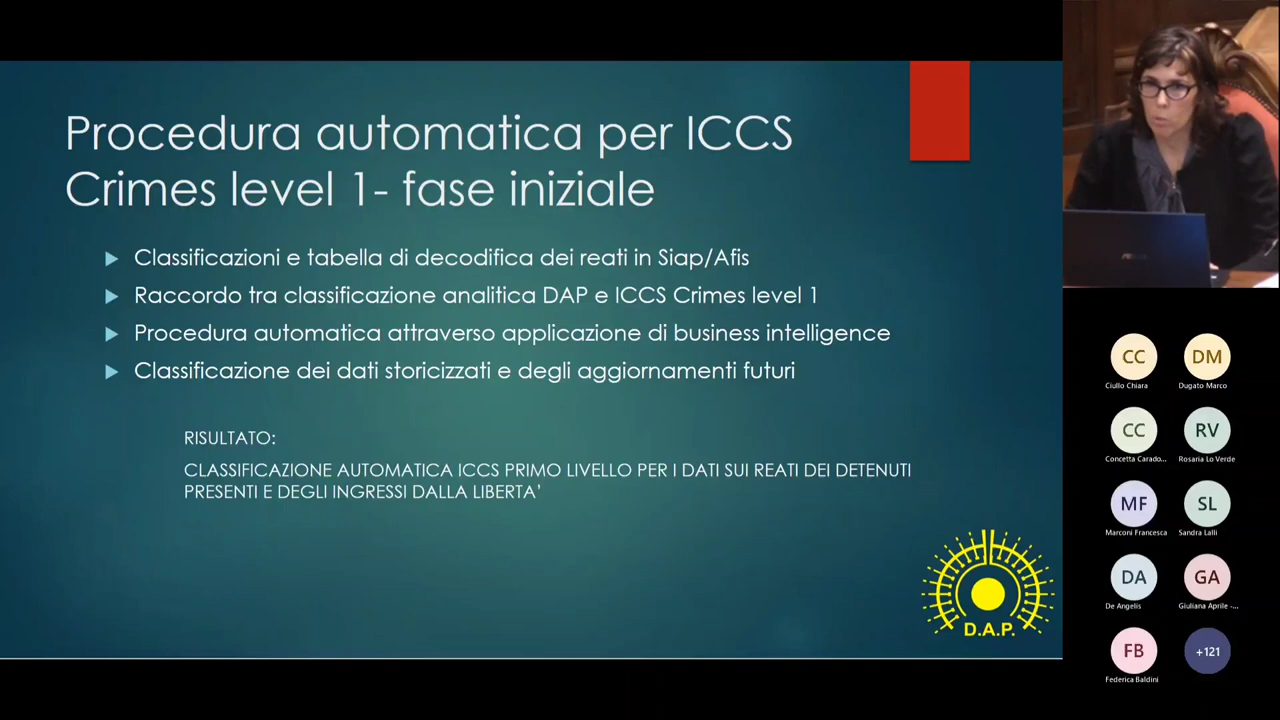 Procedura automatica per ICCS
Crimes level 1- fase iniziale
Classificazioni e tabella di decodifica dei reati in Siap/Afis
Raccordo tra classificazione analitica DAP e ICCS Crimes level 1
Procedura automatica attraverso applicazione di business intelligence
Classificazione dei dati storicizzati e degli aggiornamenti futuri
RISULTATO:
CLASSIFICAZIONE AUTOMATICA ICCS PRIMO LIVELLO PER I DATI SUI REATI DEI DETENUTI
PRESENTI E DEGLI INGRESSI DALLA LIBERTA’
D.A.P.
CC
DM
Ciullo Chiara
Dugato Marco
CC
RV
Concetta Carado...
Rosaria Lo Verde
MF
SL
Marconi Francesca
Sandra Lalli
DA
GA
De Angelis
Giuliana Aprile -...
FB
+121
Federica Baldini